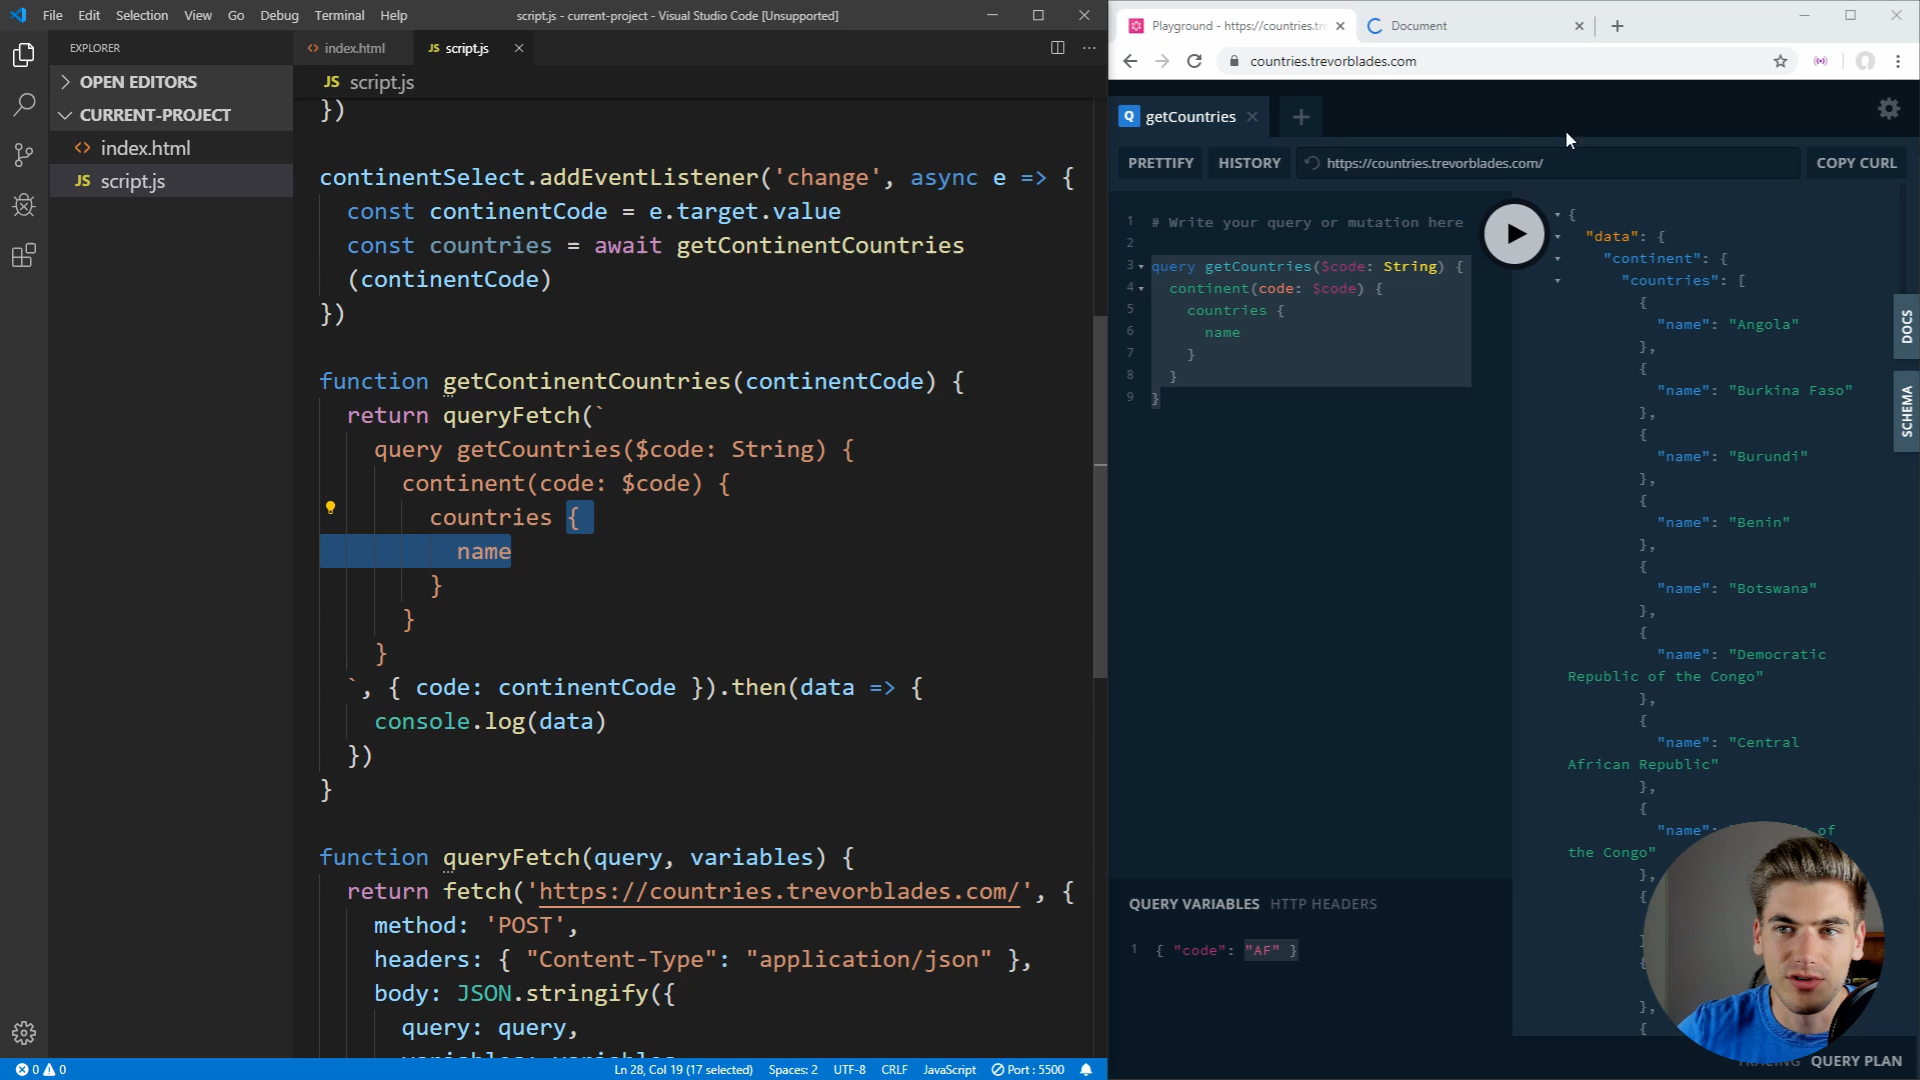 File Edit Selection View Go Debug Terminal Help
script.js - current-project - Visual Studio Code [Unsupported]
EXPLORER
OPEN EDITORS
CURRENT-PROJECT
<> index.html
JS script.js
<> index.html
JS script.js
JS script.js
})
continentSelect.addEventListener('change', async e => {
const continentCode = e.target.value
const countries = await getContinentCountries
(continentCode)
})
function getContinentCountries(continentCode) {
return queryFetch(`
query getCountries($code: String) {
continent(code: $code) {
countries {
name
}
}
}
`, { code: continentCode }).then(data => {
console.log(data)
})
}
function queryFetch(query, variables) {
return fetch('https://countries.trevorblades.com/', {
method: 'POST',
headers: { "Content-Type": "application/json" },
body: JSON.stringify({
query: query,
0 0
Ln 28, Col 19 (17 selected) Spaces: 2 UTF-8 CRLF JavaScript Port : 5500
Playground - https://countries.tre
Document
countries.trevorblades.com
Q getCountries
PRETTIFY HISTORY https://countries.trevorblades.com/ COPY CURL
1 # Write your query or mutation here
2
3 query getCountries($code: String) {
4 continent(code: $code) {
5 countries {
6 name
7 }
8 }
9 }
QUERY VARIABLES HTTP HEADERS
1 { "code": "AF" }
{
"data": {
"continent": {
"countries": [
{
"name": "Angola"
},
{
"name": "Burkina Faso"
},
{
"name": "Burundi"
},
{
"name": "Benin"
},
{
"name": "Botswana"
},
{
"name": "Democratic
Republic of the Congo"
},
{
"name": "Central
African Republic"
},
{
"name": of
the Congo"
},
{
},
{
DOCS
SCHEMA
QUERY PLAN